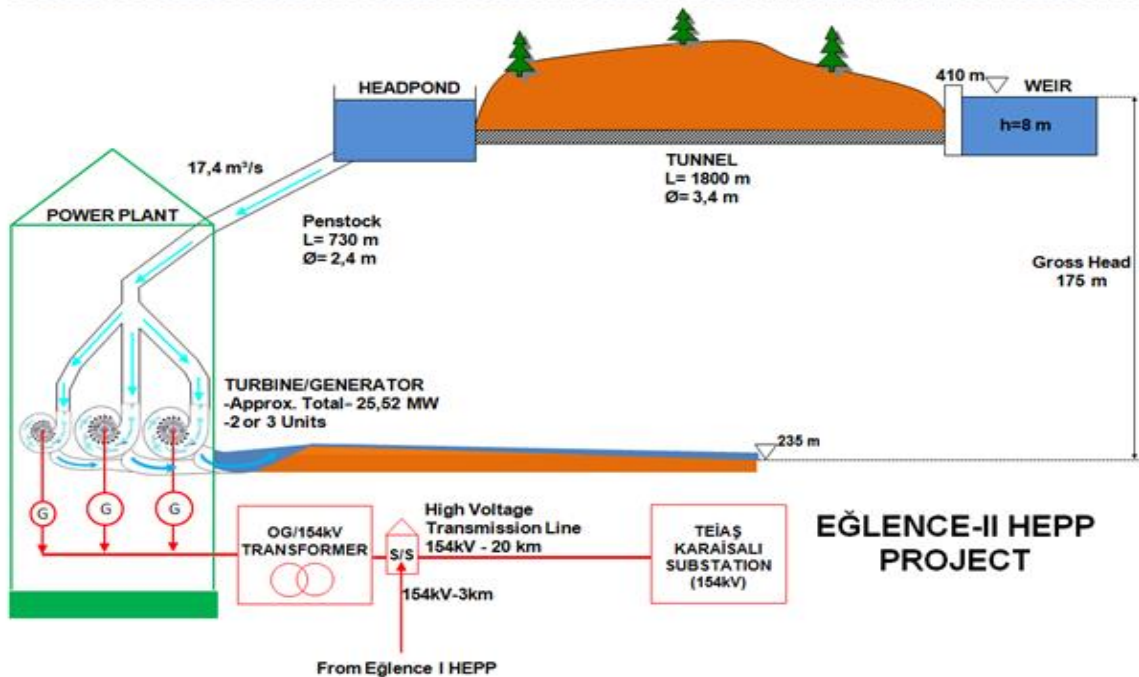 HEADPOND
410 m
WEIR
h=8 m
17,4 m³/s
TUNNEL
L= 1800 m
Ø= 3,4 m
POWER PLANT
Penstock
L= 730 m
Ø= 2,4 m
Gross Head
175 m
TURBINE/GENERATOR
-Approx. Total– 25,52 MW
-2 or 3 Units
235 m
G
G
G
OG/154kV
TRANSFORMER
S/S
High Voltage
Transmission Line
154kV - 20 km
154kV-3km
TEİAŞ
KARAİSALI
SUBSTATION
(154kV)
EĞLENCE-II HEPP
PROJECT
From Eğlence I HEPP